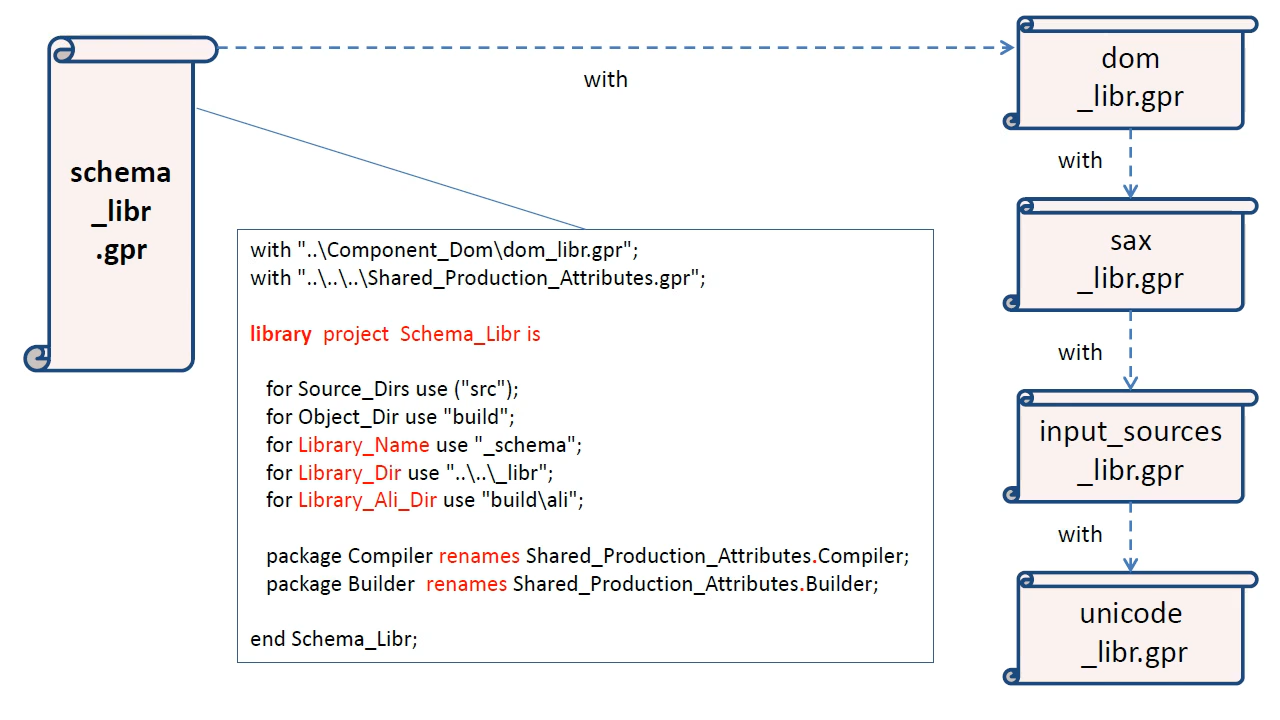 schema
_libr
.gpr
with
dom
_libr.gpr
with
sax
_libr.gpr
with
input_sources
_libr.gpr
with
unicode
_libr.gpr
with "..\Component_Dom\dom_libr.gpr";
with "..\..\..\Shared_Production_Attributes.gpr";
library project Schema_Libr is
for Source_Dirs use ("src");
for Object_Dir use "build";
for Library_Name use "_schema";
for Library_Dir use "..\..\_libr";
for Library_Ali_Dir use "build\ali";
package Compiler renames Shared_Production_Attributes.Compiler;
package Builder renames Shared_Production_Attributes.Builder;
end Schema_Libr;